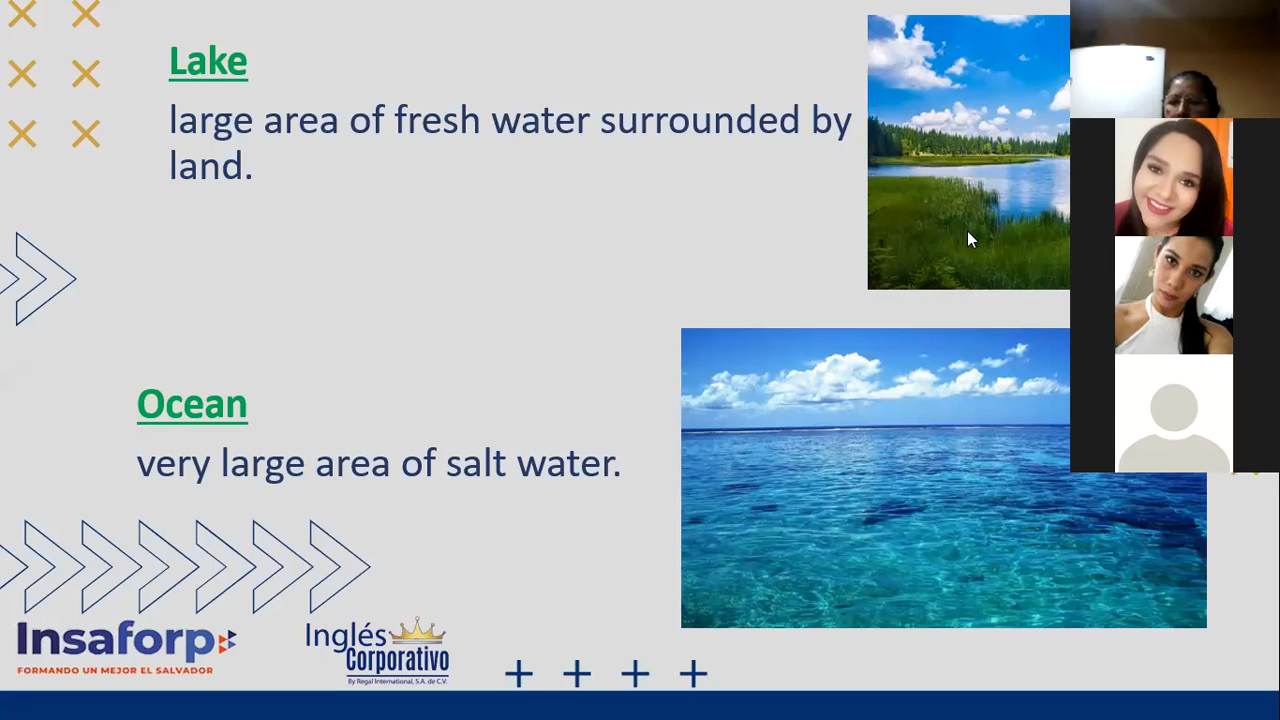 Lake
large area of fresh water surrounded by
land.
Ocean
very large area of salt water.
Insaforp
FORMANDO UN MEJOR EL SALVADOR
Inglés
Corporativo
By Regal International, S.A. de C.V.